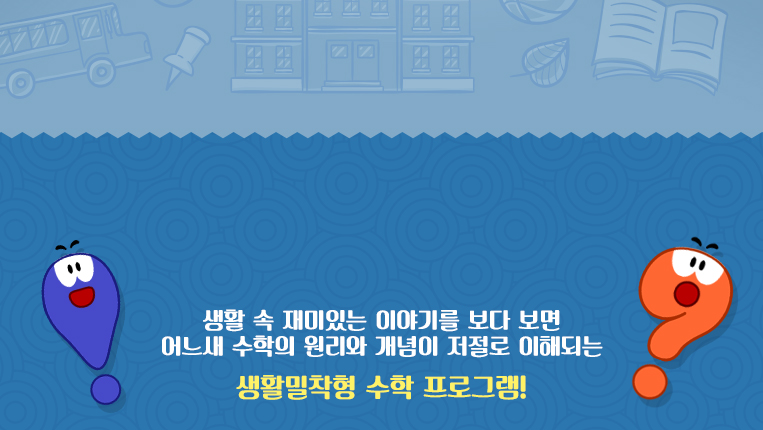 생활 속 재미있는 이야기를 보다 보면
어느새 수학의 원리와 개념이 저절로 이해되는
생활밀착형 수학 프로그램!